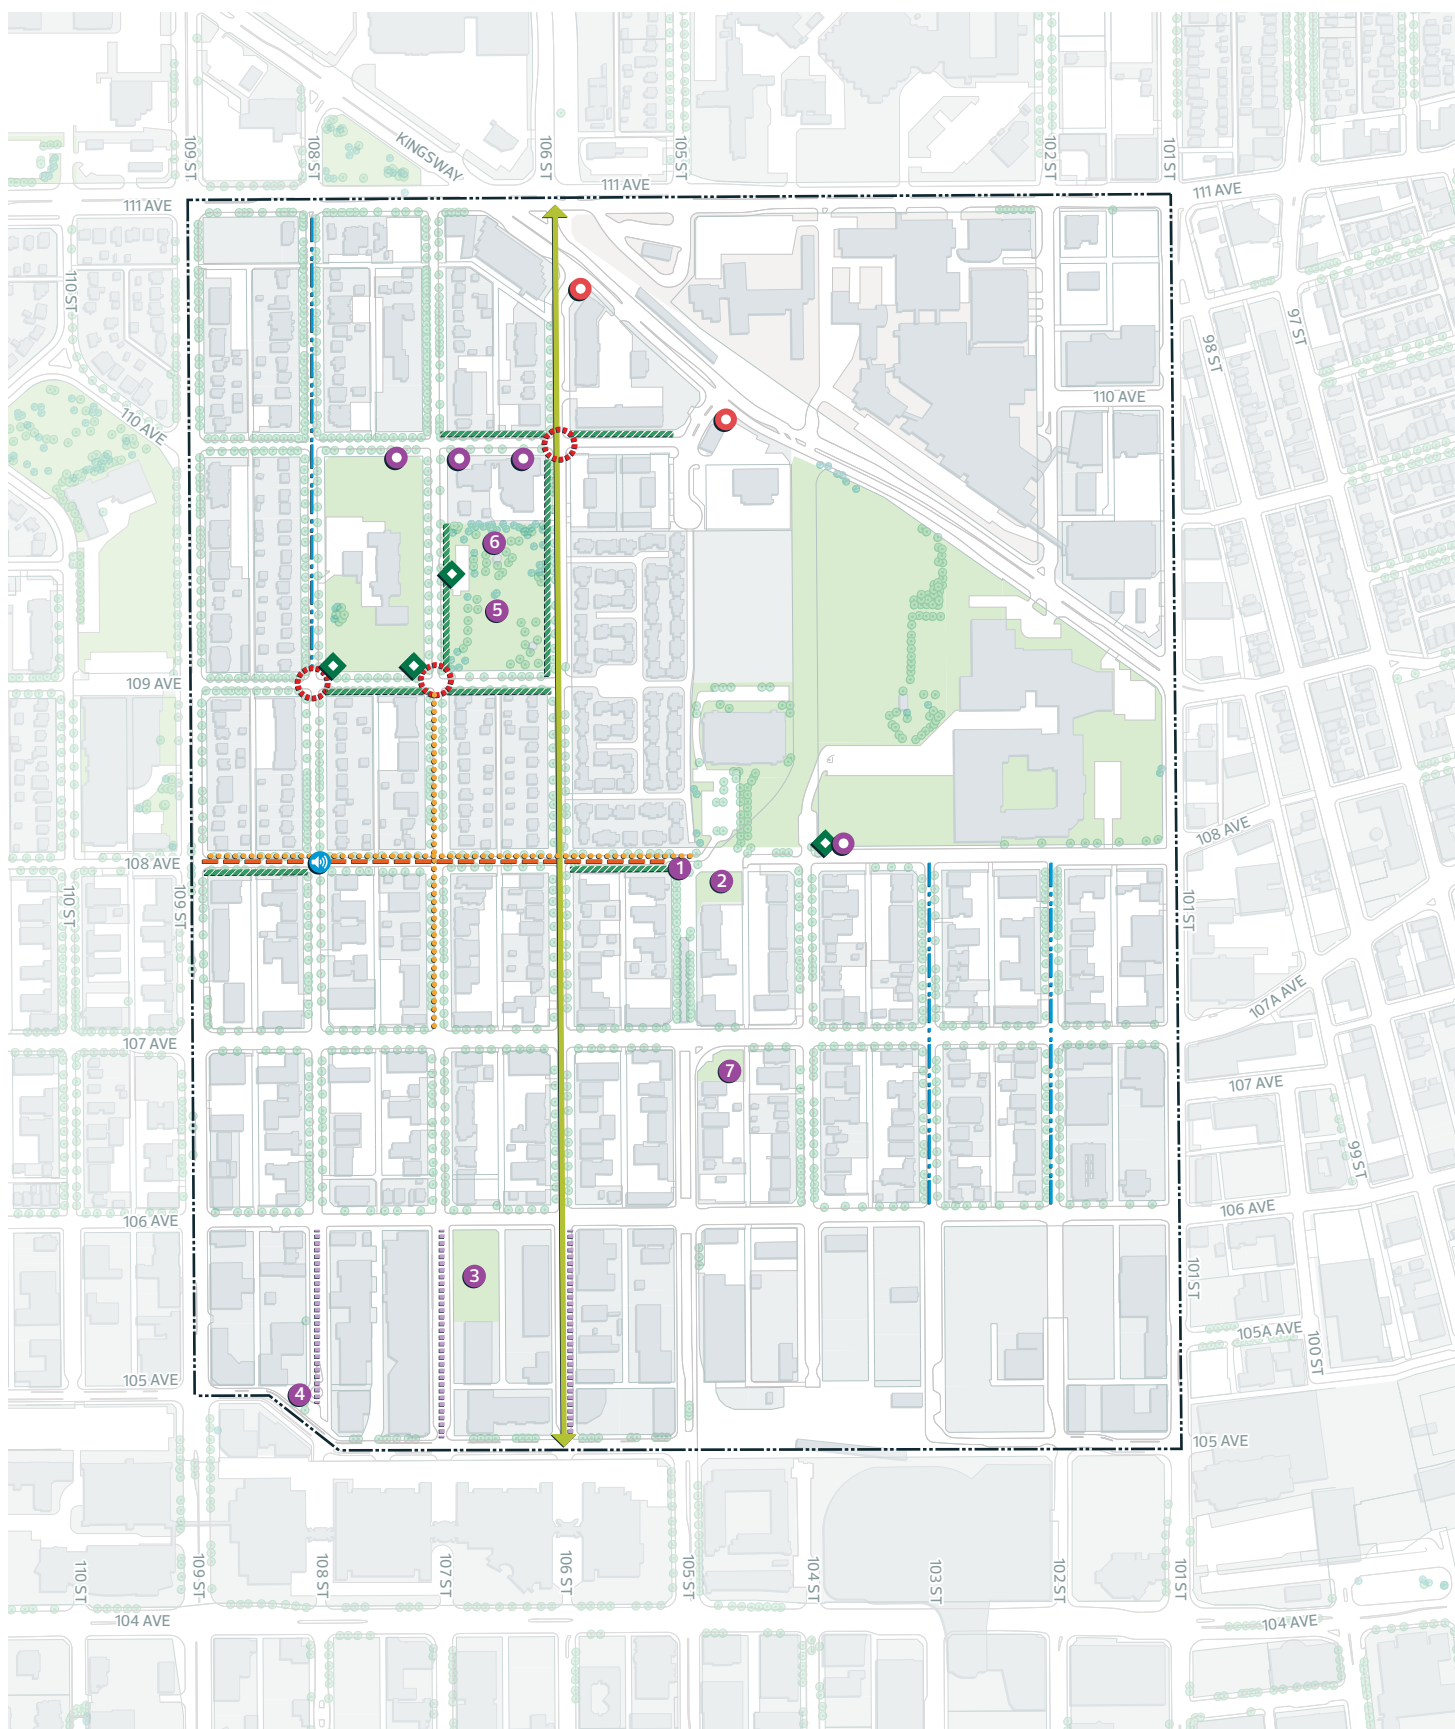 109 ST
108 ST
KINGSWAY
106 ST
105 ST
102 ST
101 ST
111 AVE
111 AVE
111 AVE
110 ST
97 ST
98 ST
110 AVE
110 AVE
6
5
109 AVE
108 AVE
108 AVE
1
2
110 ST
109 ST
101 ST
107A AVE
107 AVE
7
107 AVE
99 ST
106 AVE
106 AVE
3
101 ST
105A AVE
100 ST
105 AVE
4
105 AVE
110 ST
109 ST
108 ST
107 ST
106 ST
105 ST
104 ST
103 ST
102 ST
101 ST
104 AVE
104 AVE